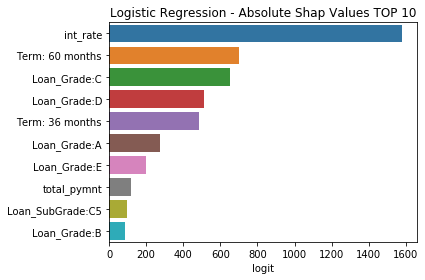 Logistic Regression - Absolute Shap Values TOP 10
int_rate
Term: 60 months
Loan_Grade:C
Loan_Grade:D
Term: 36 months
Loan_Grade:A
Loan_Grade:E
total_pymnt
Loan_SubGrade:C5
Loan_Grade:B
0 200 400 600 800 1000 1200 1400 1600
logit